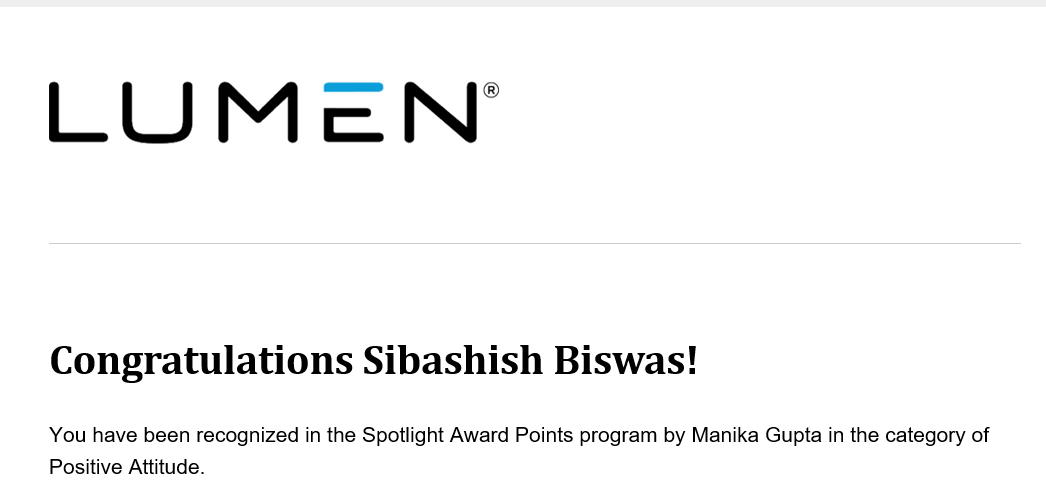 LUMEN®
Congratulations Sibashish Biswas!
You have been recognized in the Spotlight Award Points program by Manika Gupta in the category of
Positive Attitude.